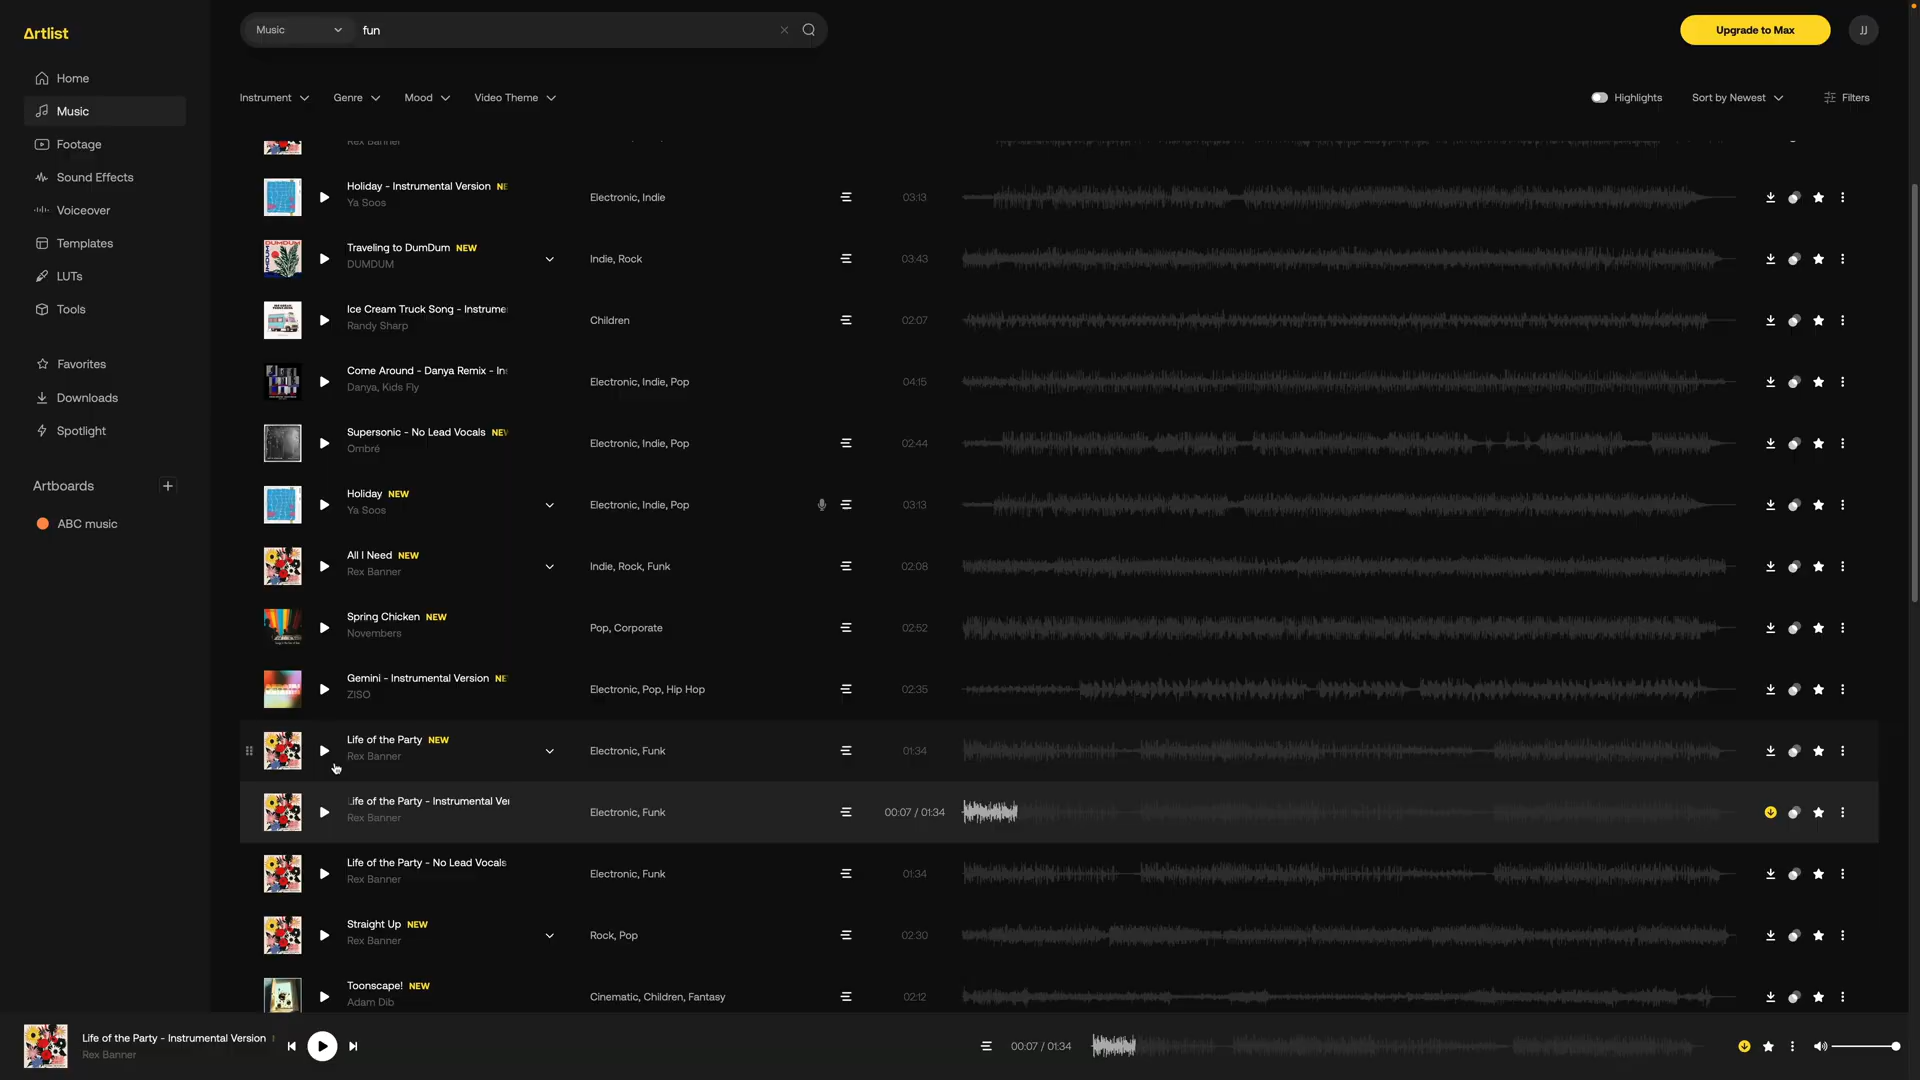 Artlist
Music
fun
Upgrade to Max
JJ
Home
Music
Footage
Sound Effects
Voiceover
Templates
LUTs
Tools
Favorites
Downloads
Spotlight
Artboards
ABC music
Instrument
Genre
Mood
Video Theme
Highlights
Sort by Newest
Filters
Rex Banner
Holiday - Instrumental Version NE
Ya Soos
Electronic, Indie
03:13
Traveling to DumDum NEW
DUMDUM
Indie, Rock
03:43
Ice Cream Truck Song - Instrume
Randy Sharp
Children
02:07
Come Around - Danya Remix - In
Danya, Kids Fly
Electronic, Indie, Pop
04:15
Supersonic - No Lead Vocals NEW
Ombré
Electronic, Indie, Pop
02:44
Holiday NEW
Ya Soos
Electronic, Indie, Pop
03:13
All I Need NEW
Rex Banner
Indie, Rock, Funk
02:08
Spring Chicken NEW
Novembers
Pop, Corporate
02:52
Gemini - Instrumental Version NE
ZISO
Electronic, Pop, Hip Hop
02:35
Life of the Party NEW
Rex Banner
Electronic, Funk
01:34
Life of the Party - Instrumental Ve
Rex Banner
Electronic, Funk
00:07 / 01:34
Life of the Party - No Lead Vocals
Rex Banner
Electronic, Funk
01:34
Straight Up NEW
Rex Banner
Rock, Pop
02:30
Toonscape! NEW
Adam Dib
Cinematic, Children, Fantasy
02:12
Life of the Party - Instrumental Version
Rex Banner
00:07 / 01:34